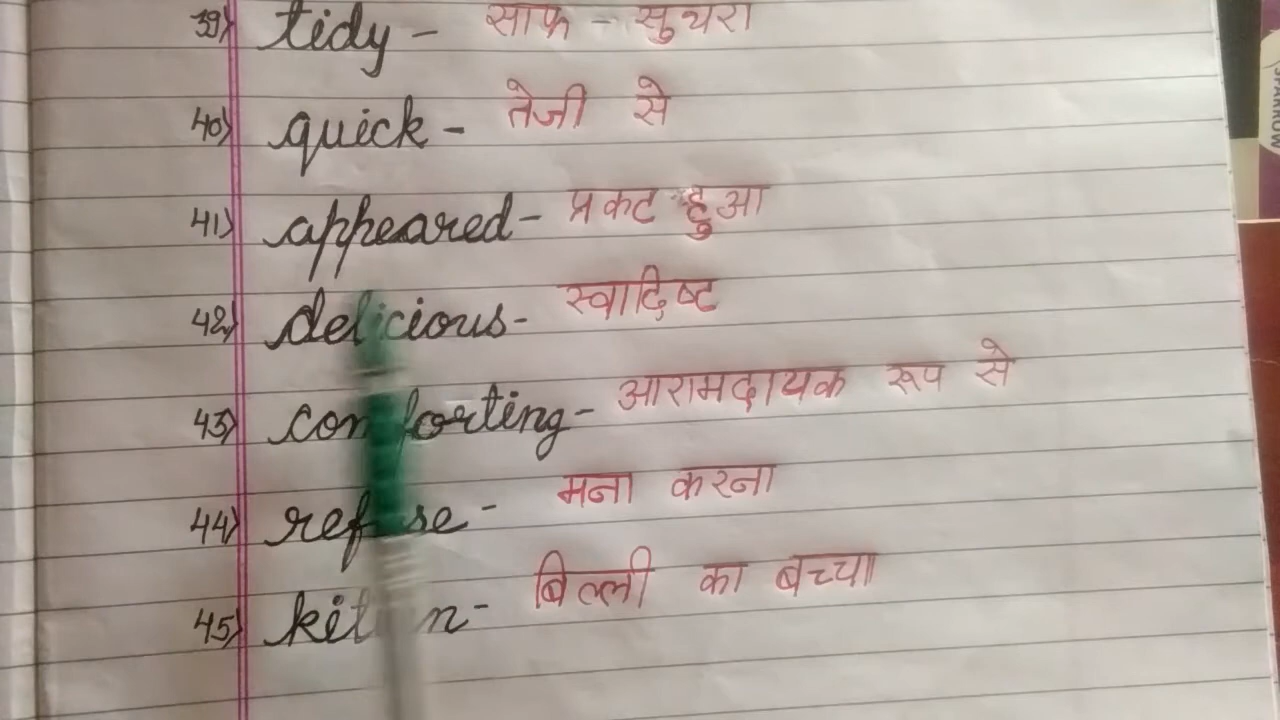 39) tidy - साफ - सुथरा
40) quick - तेजी से
41) appeared - प्रकट हुआ
42) delicious - स्वादिष्ट
43) comforting - आरामदायक रूप से
44) refuse - मना करना
45) kitten - बिल्ली का बच्चा
SPARROW